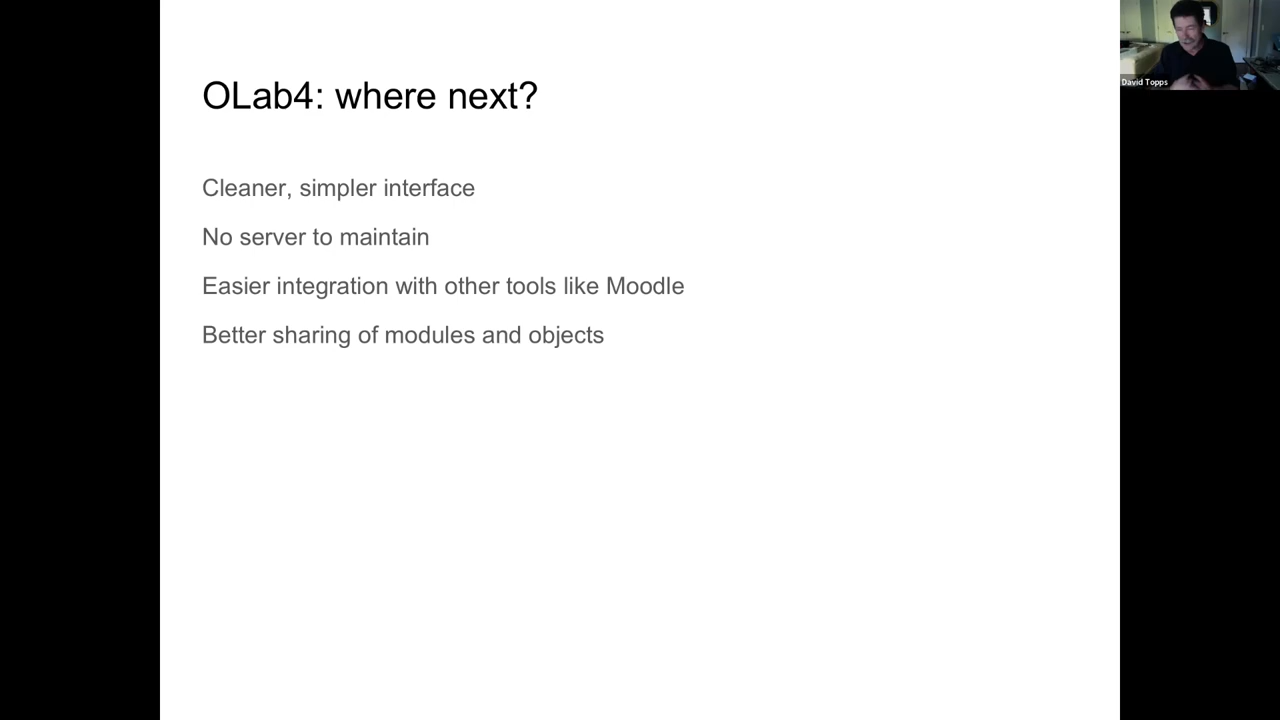 OLab4: where next?
Cleaner, simpler interface
No server to maintain
Easier integration with other tools like Moodle
Better sharing of modules and objects
David Topps